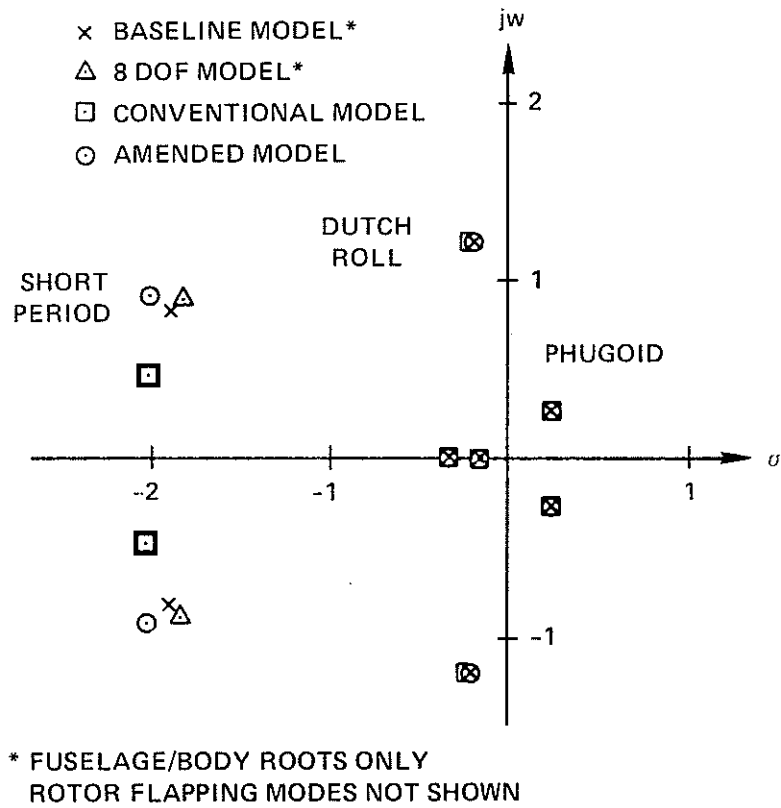 jw
× BASELINE MODEL*
△ 8 DOF MODEL*
⊡ CONVENTIONAL MODEL
⊙ AMENDED MODEL
2
DUTCH
ROLL
1
SHORT
PERIOD
PHUGOID
-2
-1
1
σ
-1
* FUSELAGE/BODY ROOTS ONLY
ROTOR FLAPPING MODES NOT SHOWN